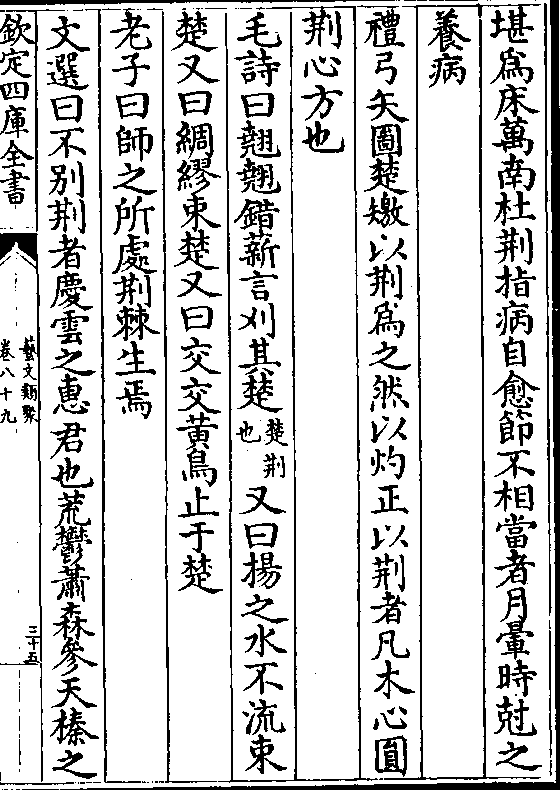 堪為床萬南杜荆指病自愈節不相當者月暈時尅之
養病
禮弓矢圖楚燩以荆為之然以灼正以荆者凡木心圓
荆心方也
毛詩曰翹翹錯薪言刈其楚楚荆也又曰揚之水不流束
楚又曰綢繆束楚又曰交交黃鳥止于楚
老子曰師之所處荆棘生焉
文選曰不别荆者慶雲之惠君也荒鬱蕭森參天榛之
欽定四庫全書
藝文類聚
卷八十九
三十五